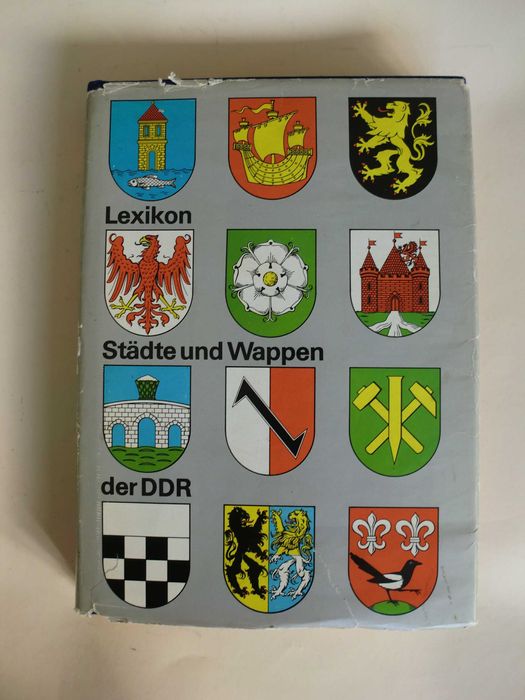 Lexikon
Städte und Wappen
der DDR